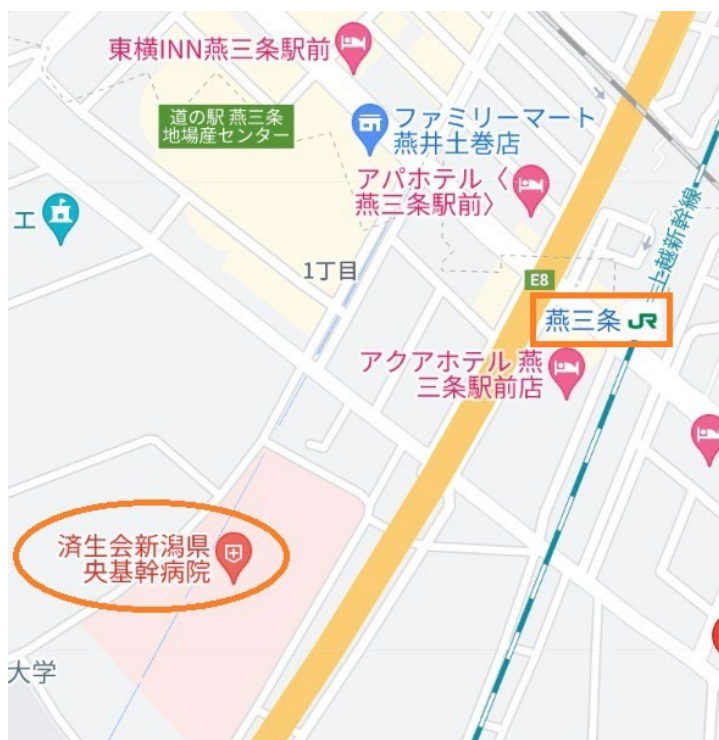 東横INN燕三条駅前
道の駅 燕三条
地場産センター
ファミリーマート
燕井土巻店
アパホテル〈
燕三条駅前〉
工
1丁目
E8
上越新幹線
燕三条 JR
アクアホテル 燕
三条駅前店
済生会新潟県
央基幹病院
大学